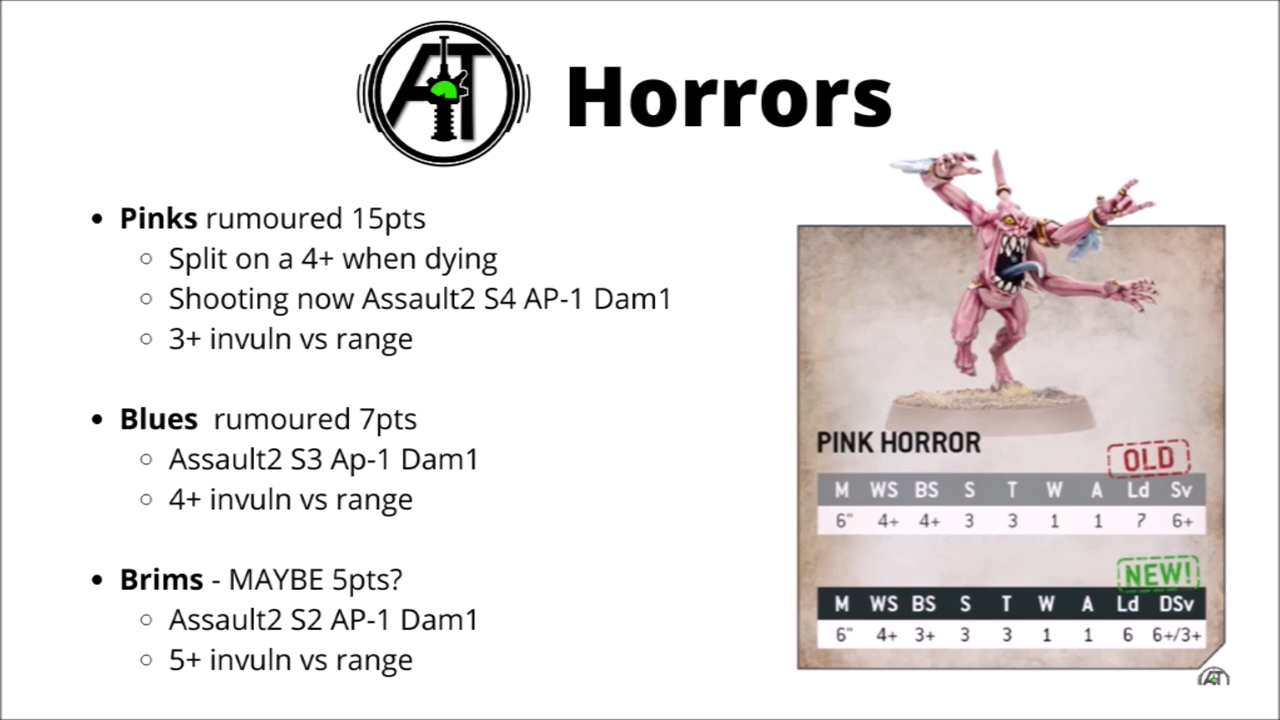 AT
Horrors
• Pinks rumoured 15pts
○ Split on a 4+ when dying
○ Shooting now Assault2 S4 AP-1 Dam1
○ 3+ invuln vs range
• Blues rumoured 7pts
○ Assault2 S3 Ap-1 Dam1
○ 4+ invuln vs range
• Brims - MAYBE 5pts?
○ Assault2 S2 AP-1 Dam1
○ 5+ invuln vs range
PINK HORROR
OLD
M WS BS S T W A Ld Sv
6" 4+ 4+ 3 3 1 1 7 6+
NEW!
M WS BS S T W A Ld DSv
6" 4+ 3+ 3 3 1 1 6 6+/3+
AT